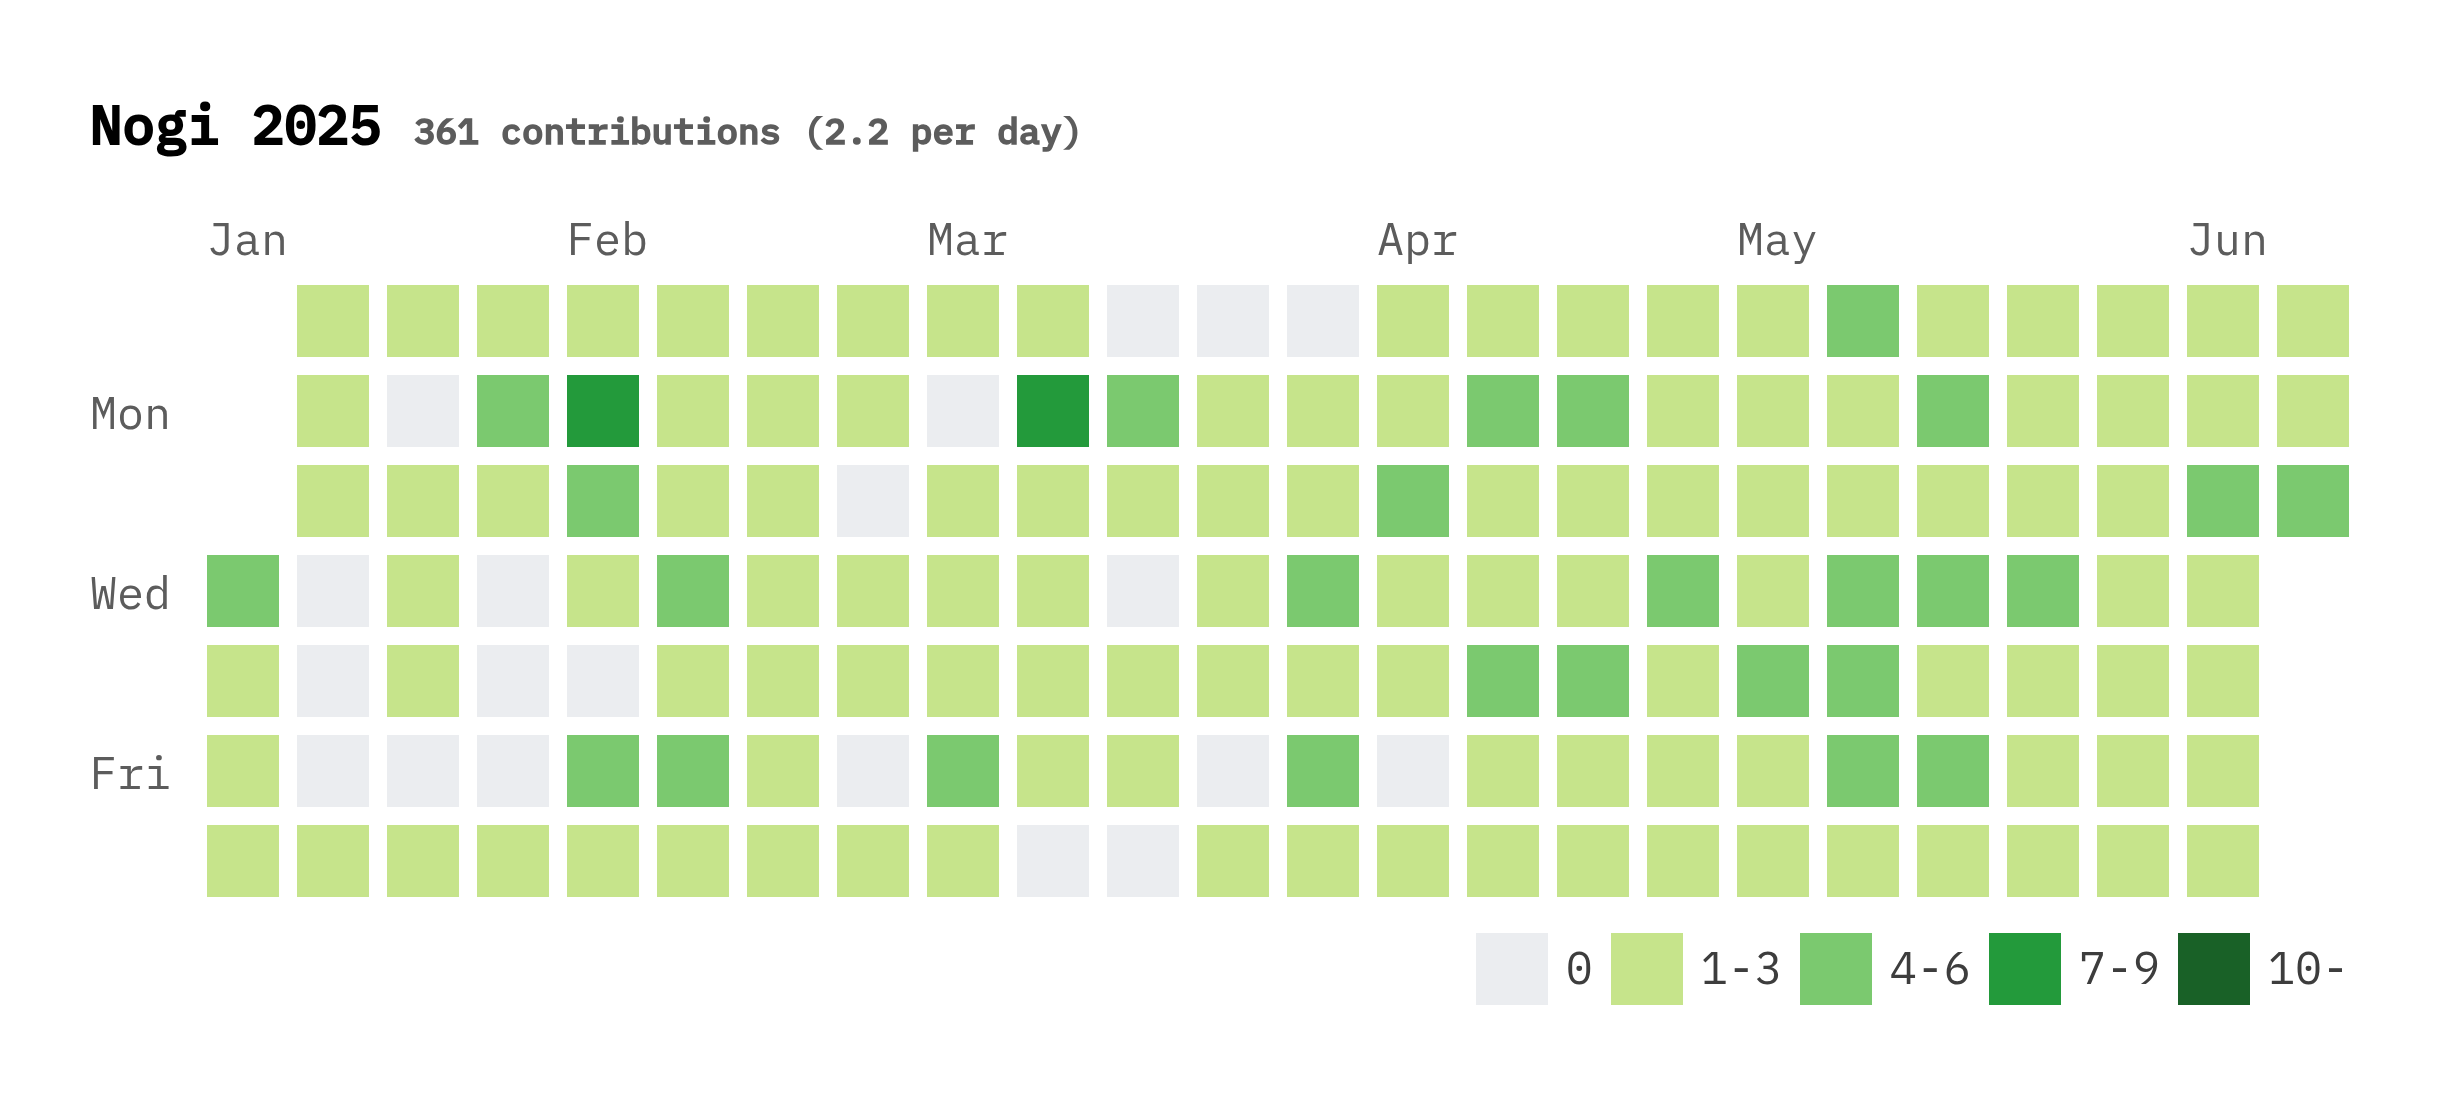 Nogi 2025 361 contributions (2.2 per day)
Jan Feb Mar Apr May Jun
Mon
Wed
Fri
0 1-3 4-6 7-9 10-